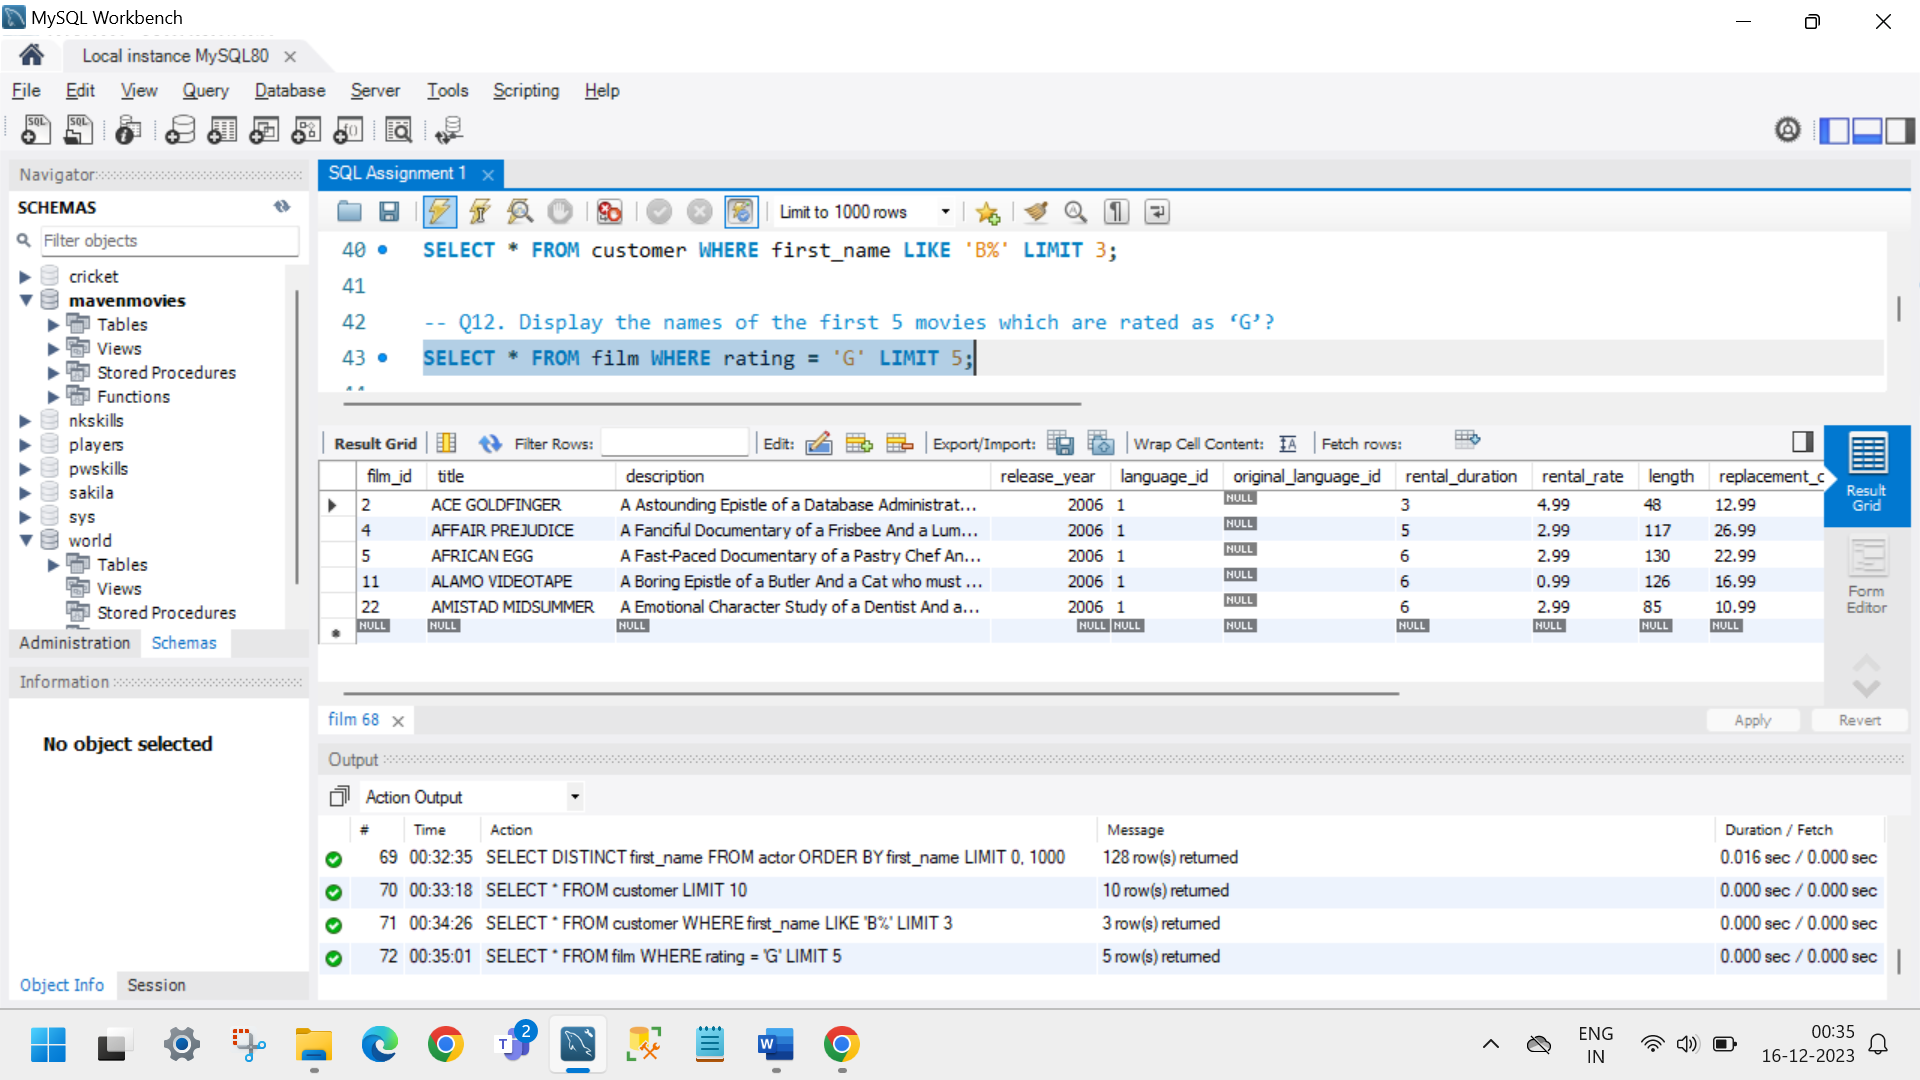 MySQL Workbench
Local instance MySQL80
File Edit View Query Database Server Tools Scripting Help
Navigator
SCHEMAS
Filter objects
cricket
mavenmovies
Tables
Views
Stored Procedures
Functions
nkskills
players
pwskills
sakila
sys
world
Tables
Views
Stored Procedures
Administration Schemas
Information
No object selected
Object Info Session
SQL Assignment 1
Limit to 1000 rows
40 SELECT * FROM customer WHERE first_name LIKE 'B%' LIMIT 3;
41
42 -- Q12. Display the names of the first 5 movies which are rated as ‘G’?
43 SELECT * FROM film WHERE rating = 'G' LIMIT 5;
Result Grid Filter Rows: Edit: Export/Import: Wrap Cell Content: Fetch rows:
film_id title description release_year language_id original_language_id rental_duration rental_rate length replacement_c
2 ACE GOLDFINGER A Astounding Epistle of a Database Administrat... 2006 1 NULL 3 4.99 48 12.99
4 AFFAIR PREJUDICE A Fanciful Documentary of a Frisbee And a Lum... 2006 1 NULL 5 2.99 117 26.99
5 AFRICAN EGG A Fast-Paced Documentary of a Pastry Chef An... 2006 1 NULL 6 2.99 130 22.99
11 ALAMO VIDEOTAPE A Boring Epistle of a Butler And a Cat who must ... 2006 1 NULL 6 0.99 126 16.99
22 AMISTAD MIDSUMMER A Emotional Character Study of a Dentist And a... 2006 1 NULL 6 2.99 85 10.99
NULL NULL NULL NULL NULL NULL NULL NULL NULL NULL
Result
Grid
Form
Editor
film 68
Apply Revert
Output
Action Output
# Time Action Message Duration / Fetch
69 00:32:35 SELECT DISTINCT first_name FROM actor ORDER BY first_name LIMIT 0, 1000 128 row(s) returned 0.016 sec / 0.000 sec
70 00:33:18 SELECT * FROM customer LIMIT 10 10 row(s) returned 0.000 sec / 0.000 sec
71 00:34:26 SELECT * FROM customer WHERE first_name LIKE 'B%' LIMIT 3 3 row(s) returned 0.000 sec / 0.000 sec
72 00:35:01 SELECT * FROM film WHERE rating = 'G' LIMIT 5 5 row(s) returned 0.000 sec / 0.000 sec
2
ENG
IN
00:35
16-12-2023